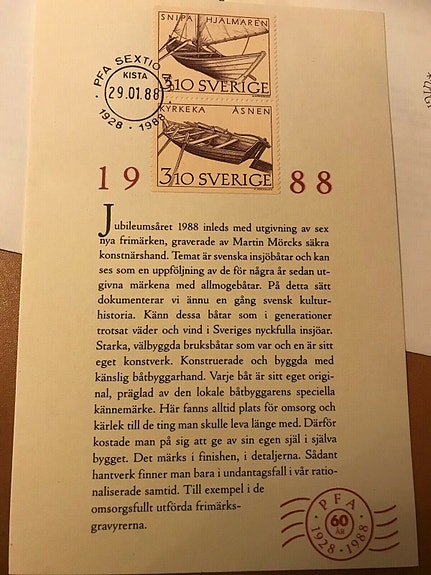 SNIPA HJALMAREN
3.10 SVERIGE
PFA SEXTIO ÅR
KISTA
29.01.88
1928 - 1988
KYRKEKA ÅSNEN
3.10 SVERIGE
19 88
Jubileumsåret 1988 inleds med utgivning av sex
nya frimärken, graverade av Martin Mörcks säkra
konstnärshand. Temat är svenska insjöbåtar och kan
ses som en uppföljning av de för några år sedan ut-
givna märkena med allmogebåtar. På detta sätt
dokumenterar vi ännu en gång svensk kultur-
historia. Känn dessa båtar som i generationer
trotsat väder och vind i Sveriges nyckfulla insjöar.
Starka, välbyggda bruksbåtar som var och en är sitt
eget konstverk. Konstruerade och byggda med
känslig båtbyggarhand. Varje båt är sitt eget origi-
nal, präglad av den lokale båtbyggarens speciella
kännemärke. Här fanns alltid plats för omsorg och
kärlek till de ting man skulle leva länge med. Därför
kostade man på sig att ge av sin egen själ i själva
bygget. Det märks i finishen, i detaljerna. Sådant
hantverk finner man bara i undantagsfall i vår ratio-
naliserade samtid. Till exempel i de
omsorgsfullt utförda frimärks-
gravyrerna.
PFA
60
ÅR
1928-1988